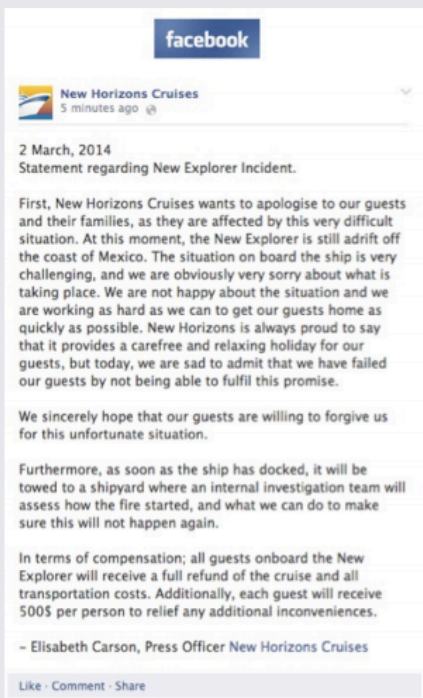 facebook
New Horizons Cruises
5 minutes ago
2 March, 2014
Statement regarding New Explorer Incident.
First, New Horizons Cruises wants to apologise to our guests
and their families, as they are affected by this very difficult
situation. At this moment, the New Explorer is still adrift off
the coast of Mexico. The situation on board the ship is very
challenging, and we are obviously very sorry about what is
taking place. We are not happy about the situation and we
are working as hard as we can to get our guests home as
quickly as possible. New Horizons is always proud to say
that it provides a carefree and relaxing holiday for our
guests, but today, we are sad to admit that we have failed
our guests by not being able to fulfil this promise.
We sincerely hope that our guests are willing to forgive us
for this unfortunate situation.
Furthermore, as soon as the ship has docked, it will be
towed to a shipyard where an internal investigation team will
assess how the fire started, and what we can do to make
sure this will not happen again.
In terms of compensation; all guests onboard the New
Explorer will receive a full refund of the cruise and all
transportation costs. Additionally, each guest will receive
500$ per person to relief any additional inconveniences.
– Elisabeth Carson, Press Officer New Horizons Cruises
Like · Comment · Share